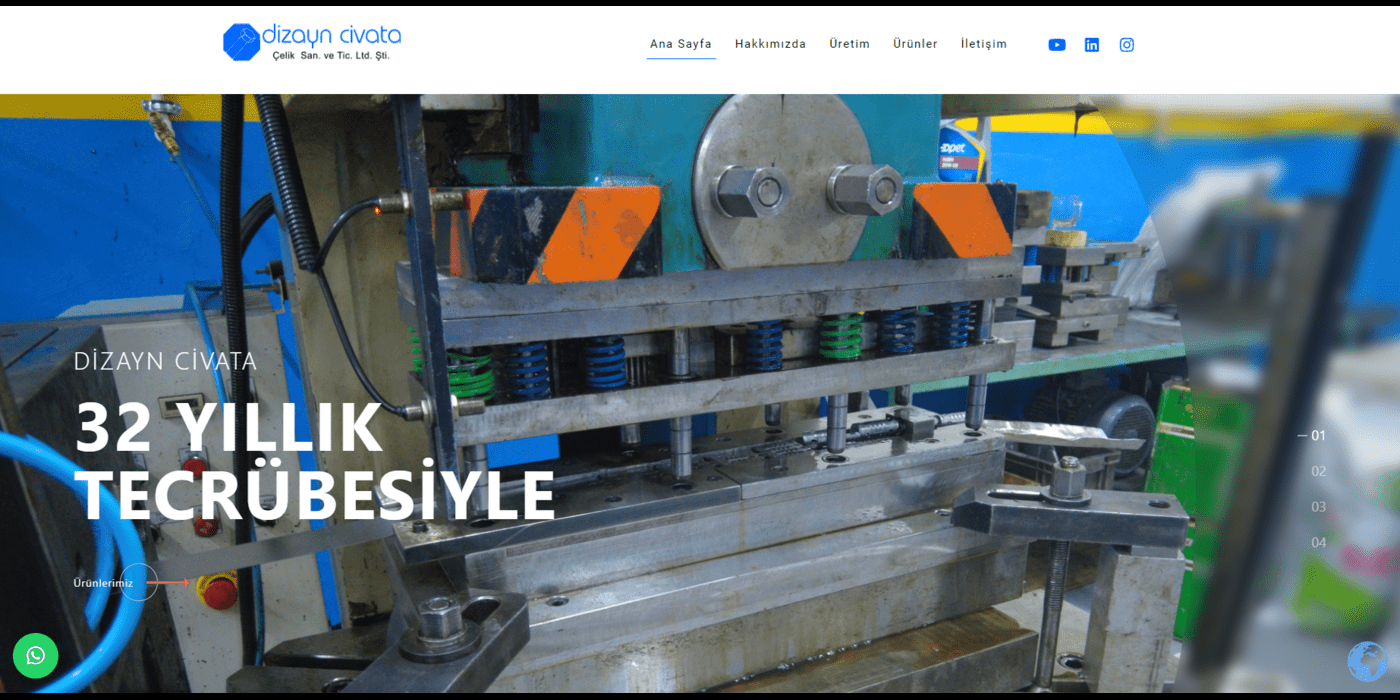 dizayn civata
Çelik San. ve Tic. Ltd. Şti.
Ana Sayfa
Hakkımızda
Üretim
Ürünler
İletişim
opet
DİZAYN CİVATA
32 YILLIK
TECRÜBESİYLE
Ürünlerimiz
01
02
03
04